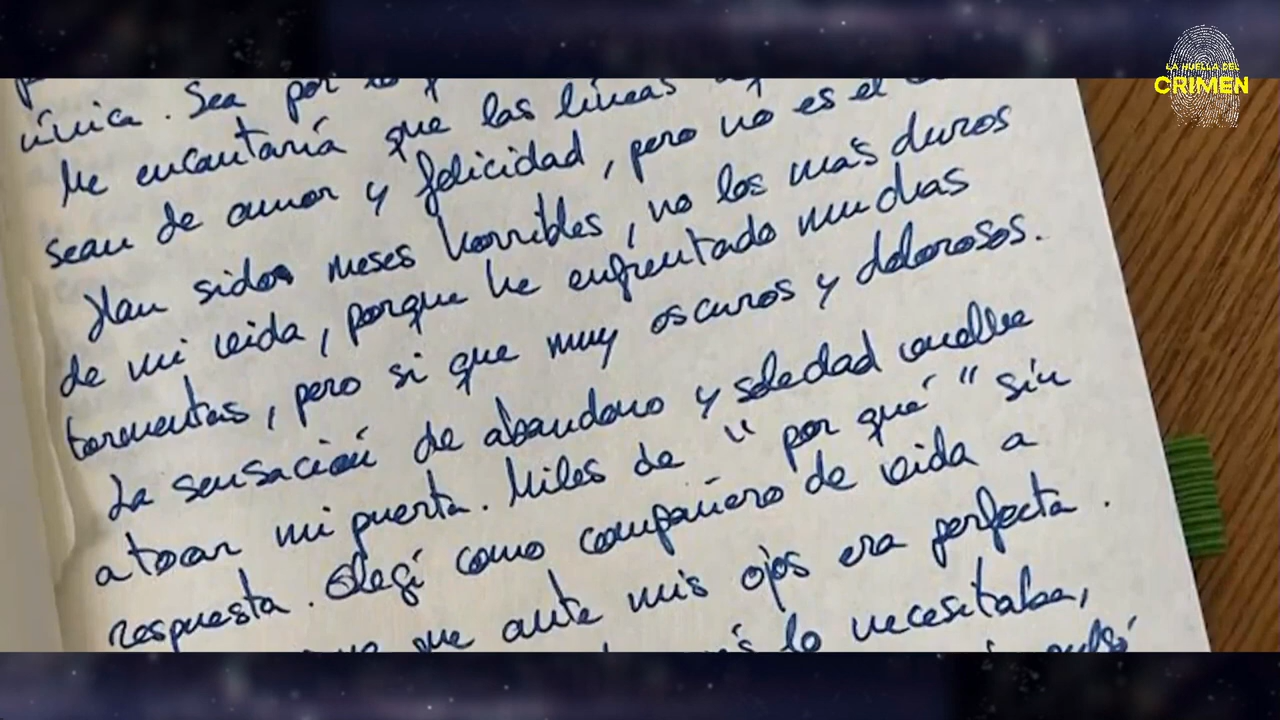 LA HUELLA DEL
CRIMEN
única. Sea por lo
Me encantaría que las líneas
sean de amor y felicidad, pero no es el
Han sidos meses horribles, no los más duros
de mi vida, porque he enfrentado muchas
tormentas, pero si que muy oscuros y dolorosos.
La sensación de abandono y soledad vuelve
a tocar mi puerta. Miles de "por qué" sin
respuesta. Elegí como compañero de vida a
que ante mis ojos era perfecta.
lo necesitaba,